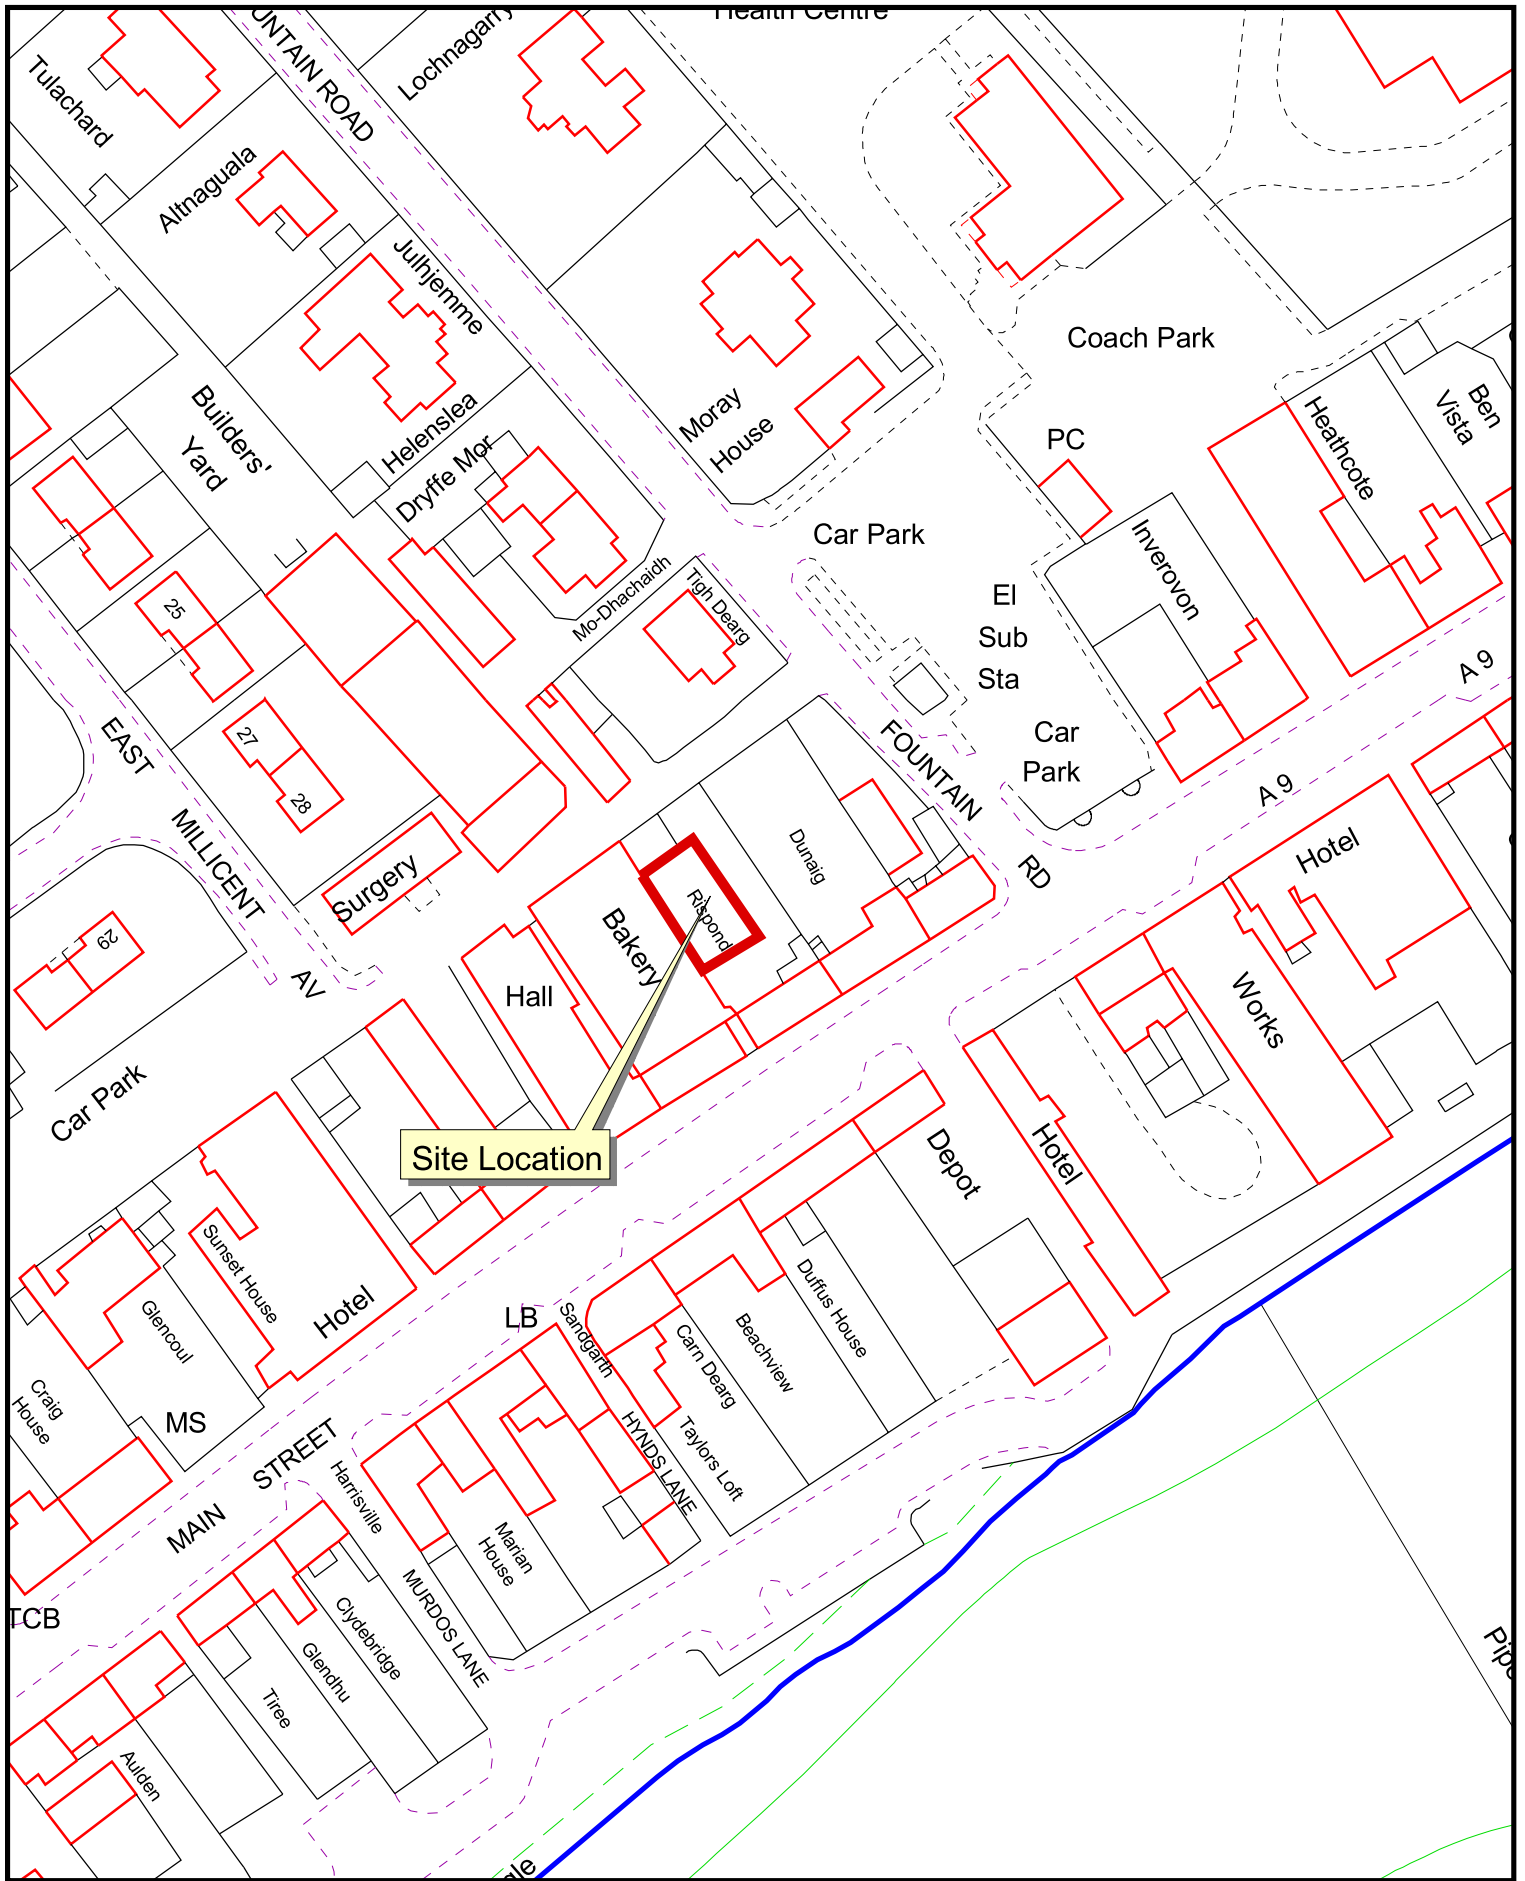 Health Centre
Lochnagarry
UNTAIN ROAD
Tulachard
Altnaguala
Julhjemme
Coach Park
Builders'
Yard
Helenslea
Moray
House
Dryffe Mor
PC
Heathcote
Ben
Vista
Car Park
Inverovon
Mo-Dhachaidh
Tigh Dearg
El
Sub
Sta
25
A 9
EAST
27
28
FOUNTAIN
Car
Park
A 9
MILLICENT
Surgery
Dunaig
RD
Hotel
Rispond
Bakery
29
AV
Hall
Works
Car Park
Site Location
Depot
Hotel
Sunset House
Hotel
Glencoul
LB
Sandgarth
Duffus House
Beachview
Carn Dearg
Craig
House
MS
HYNDS LANE
Taylors Loft
STREET
MAIN
Harrisville
Marian
House
MURDOS LANE
TCB
Clydebridge
Glendhu
Tiree
Aulden
Pipe
gle